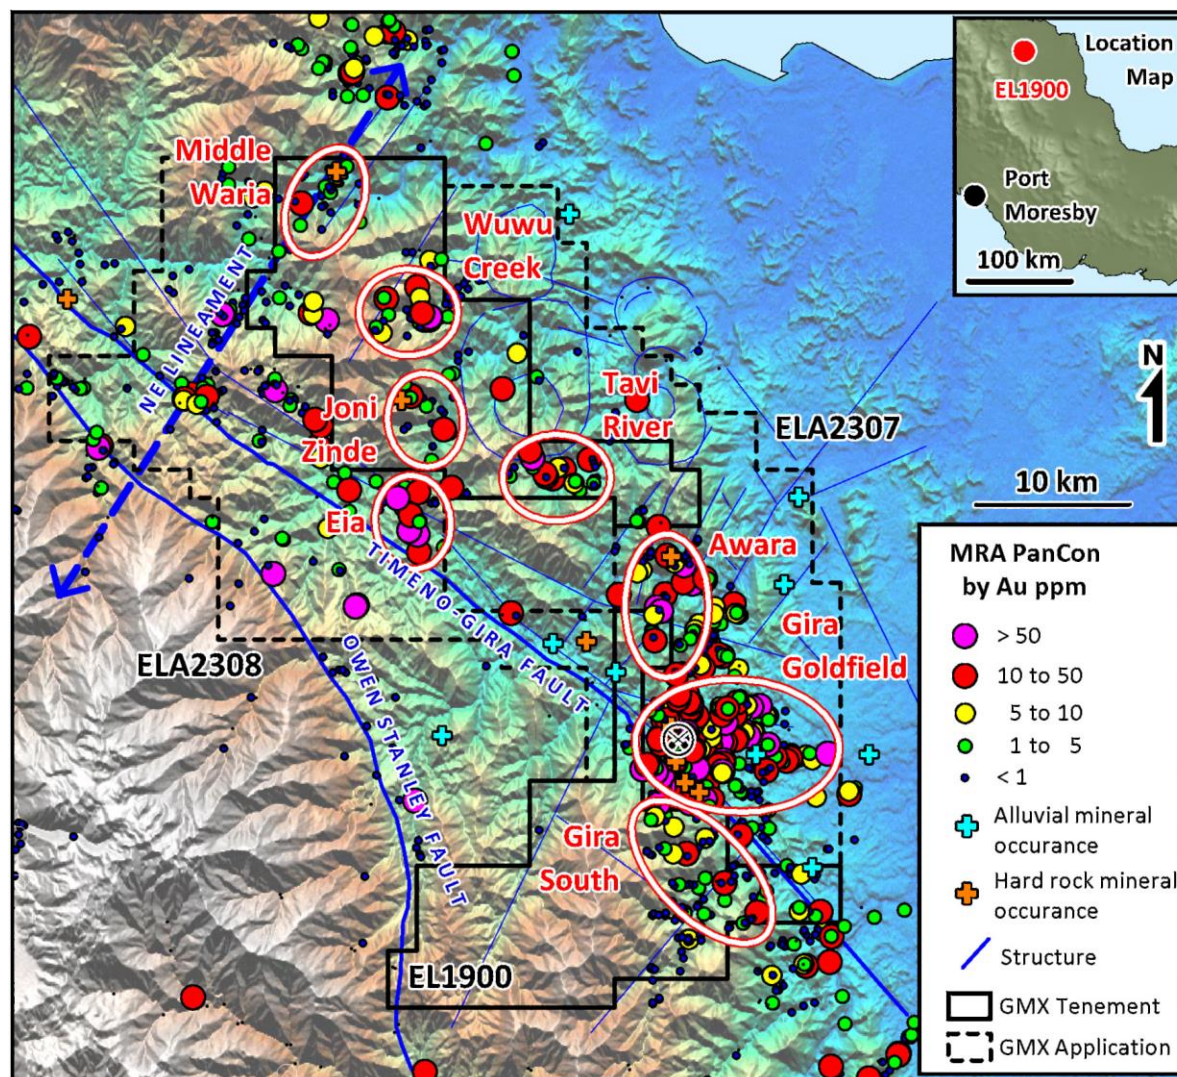 Middle
Waria
Wuwu
Creek
NE LINEAMENT
Joni
Zinde
Tavi
River
ELA2307
Eia
TIMENO-GIRA FAULT
Awara
Gira
Goldfield
ELA2308
OWEN STANLEY FAULT
Gira
South
EL1900
Location
Map
EL1900
Port
Moresby
100 km
N
10 km
MRA PanCon
by Au ppm
> 50
10 to 50
5 to 10
1 to 5
< 1
Alluvial mineral
occurance
Hard rock mineral
occurance
Structure
GMX Tenement
GMX Application